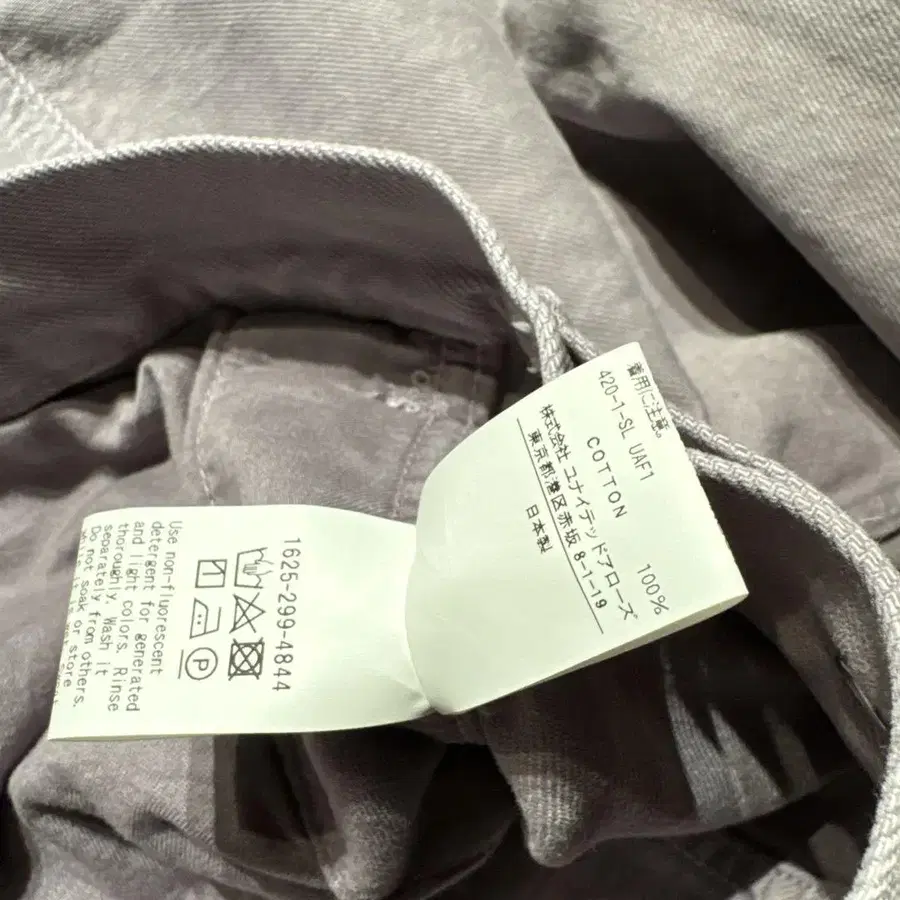 着用に注意。
420-1-SL UAF1
COTTON 100%
株式会社 ユナイテッドアローズ
東京都港区赤坂 8-1-19
日本製
1625-299-4844
Use non-fluorescent
detergent for generated
and light colors. Rinse
thoroughly. Wash it
separately from others.
Do not soak or store